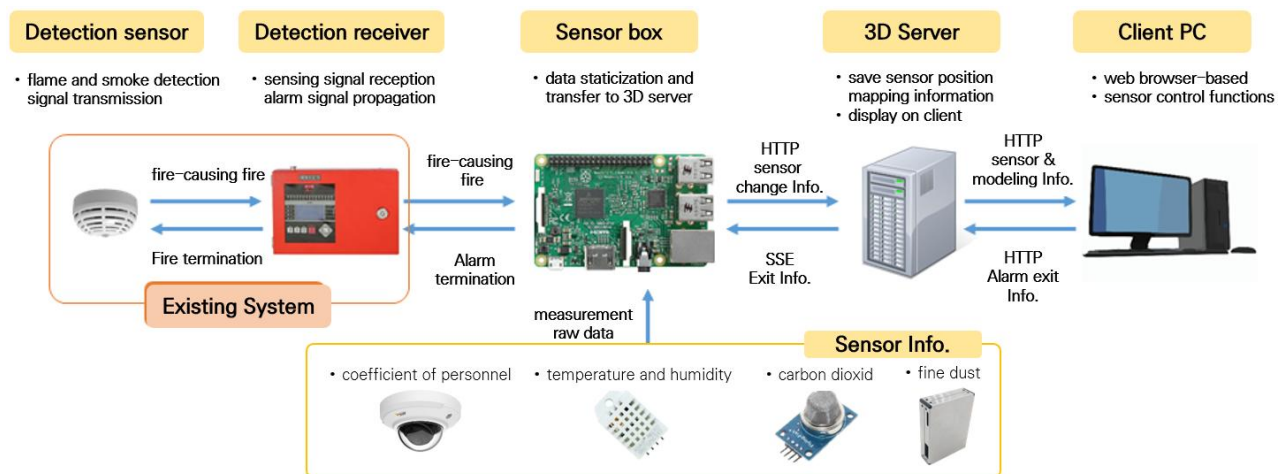 Detection sensor
Detection receiver
Sensor box
3D Server
Client PC
• flame and smoke detection
signal transmission
• sensing signal reception
alarm signal propagation
• data staticization and
transfer to 3D server
• save sensor position
mapping information
• display on client
• web browser-based
• sensor control functions
fire-causing fire
Fire termination
Existing System
fire-causing
fire
Alarm
termination
HTTP
sensor
change Info.
SSE
Exit Info.
HTTP
sensor &
modeling Info.
HTTP
Alarm exit
Info.
measurement
raw data
Sensor Info.
• coefficient of personnel
• temperature and humidity
• carbon dioxid
• fine dust